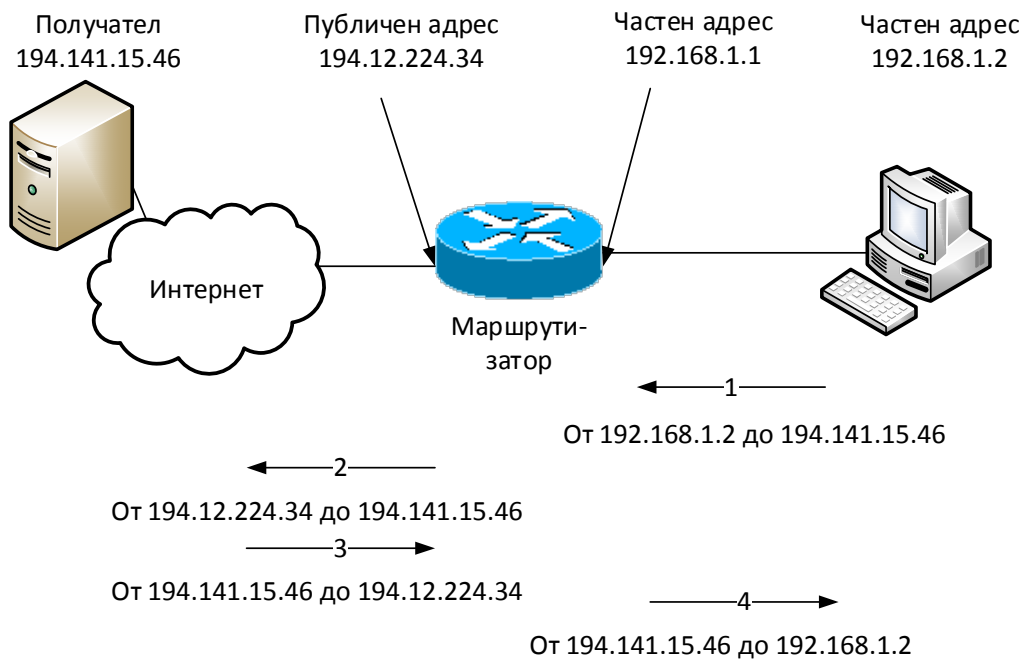 Получател
194.141.15.46
Публичен адрес
194.12.224.34
Частен адрес
192.168.1.1
Частен адрес
192.168.1.2
Интернет
Маршрути-
затор
1
От 192.168.1.2 до 194.141.15.46
2
От 194.12.224.34 до 194.141.15.46
3
От 194.141.15.46 до 194.12.224.34
4
От 194.141.15.46 до 192.168.1.2